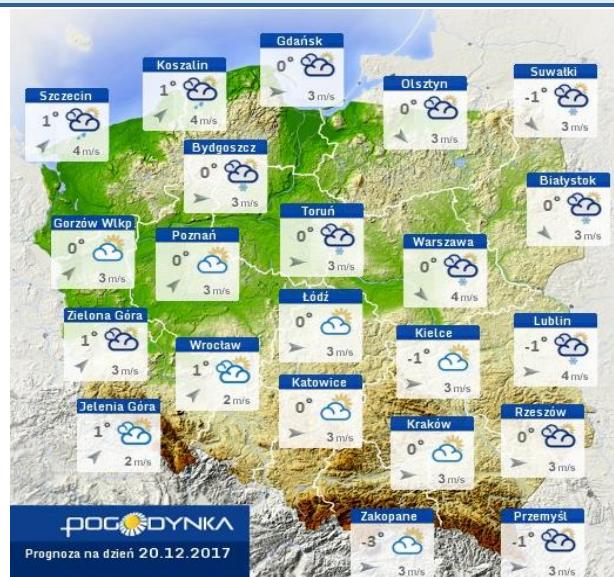 Gdańsk
0°
3 m/s
Koszalin
1°
4 m/s
Suwałki
-1°
3 m/s
Olsztyn
0°
3 m/s
Szczecin
1°
4 m/s
Bydgoszcz
0°
3 m/s
Białystok
0°
3 m/s
Toruń
0°
3 m/s
Gorzów Wlkp
0°
3 m/s
Poznań
0°
3 m/s
Warszawa
0°
4 m/s
Łódź
0°
3 m/s
Zielona Góra
1°
3 m/s
Lublin
-1°
4 m/s
Kielce
-1°
3 m/s
Wrocław
1°
2 m/s
Katowice
0°
3 m/s
Jelenia Góra
1°
2 m/s
Rzeszów
0°
3 m/s
Kraków
0°
3 m/s
Zakopane
-3°
3 m/s
Przemyśl
-1°
3 m/s
POGODYNKA
Prognoza na dzień 20.12.2017